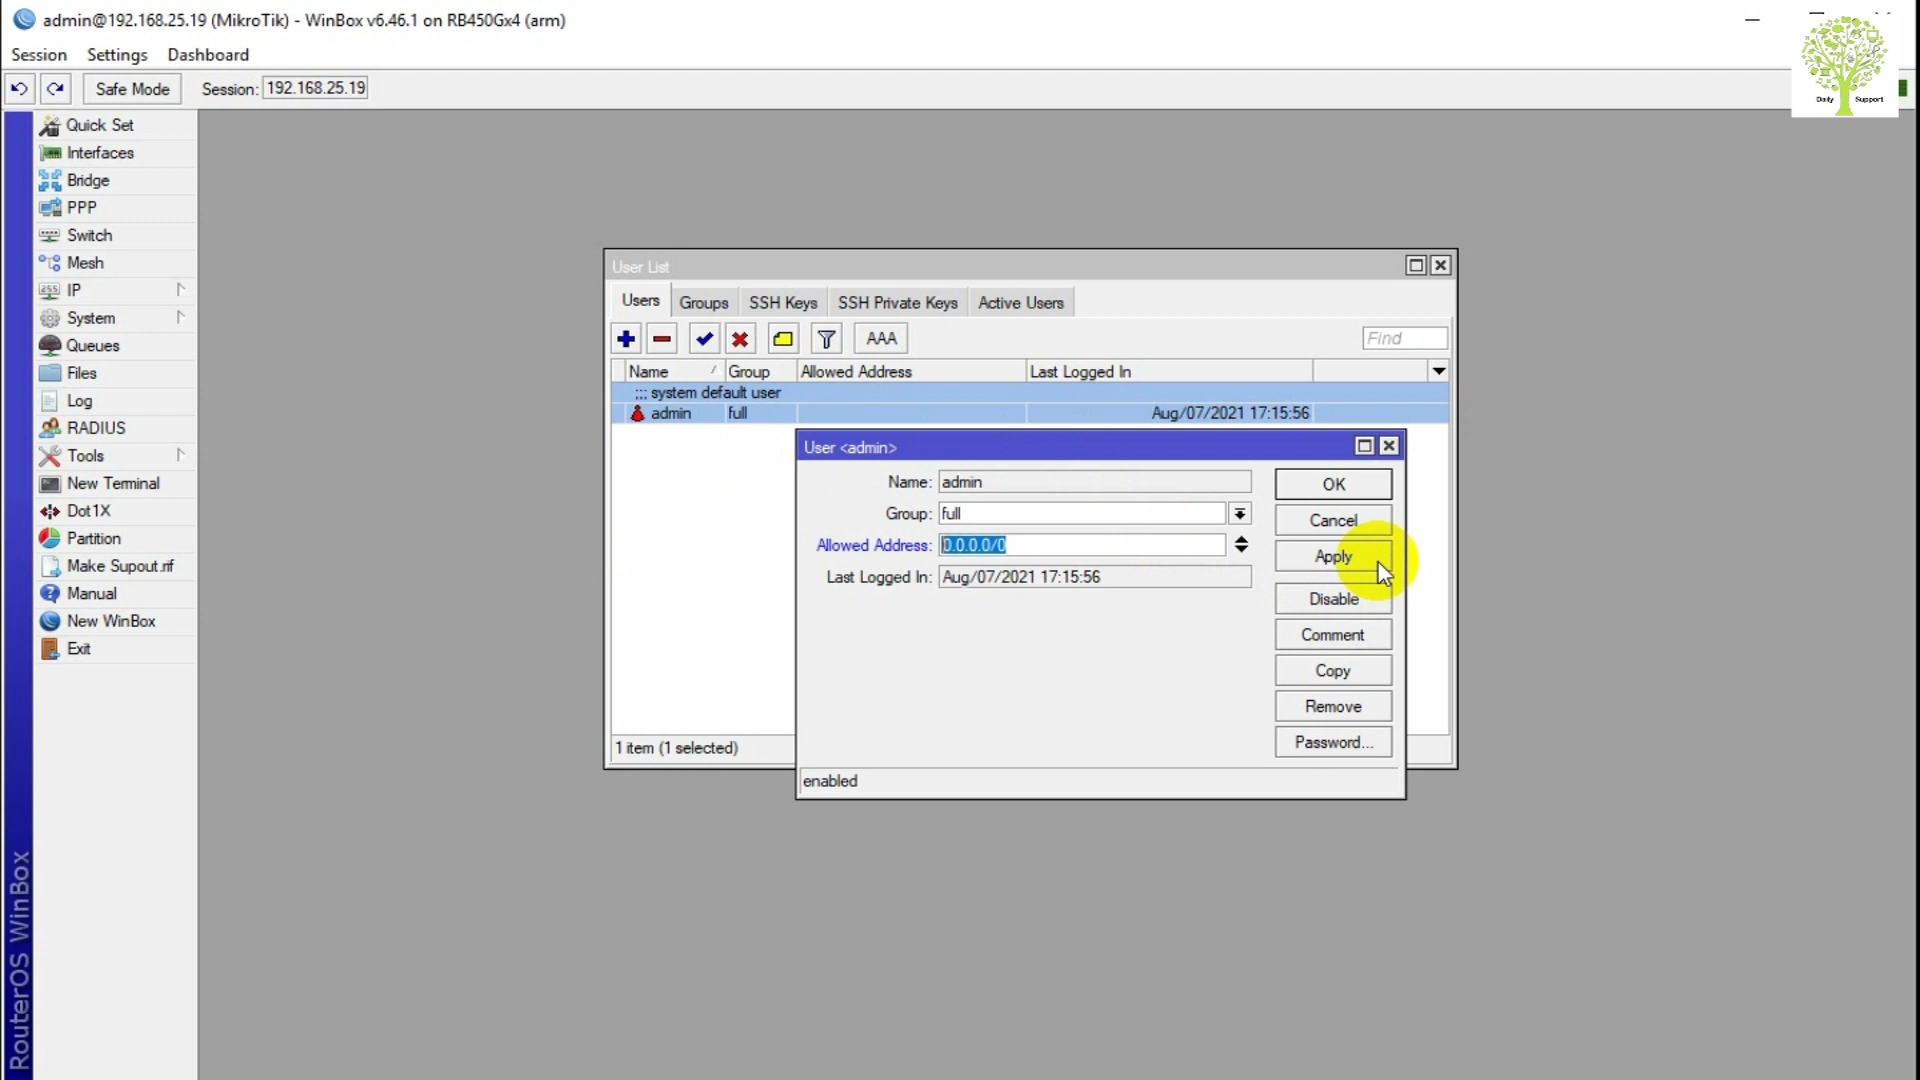 admin@192.168.25.19 (MikroTik) - WinBox v6.46.1 on RB450Gx4 (arm)
Session Settings Dashboard
Safe Mode Session: 192.168.25.19
Daily Support
Quick Set
Interfaces
Bridge
PPP
Switch
Mesh
IP
System
Queues
Files
Log
RADIUS
Tools
New Terminal
Dot1X
Partition
Make Supout.rif
Manual
New WinBox
Exit
RouterOS WinBox
User List
Users Groups SSH Keys SSH Private Keys Active Users
AAA Find
Name / Group Allowed Address Last Logged In
;;; system default user
admin full Aug/07/2021 17:15:56
1 item (1 selected)
User <admin>
Name: admin
Group: full
Allowed Address: 0.0.0.0/0
Last Logged In: Aug/07/2021 17:15:56
OK
Cancel
Apply
Disable
Comment
Copy
Remove
Password...
enabled